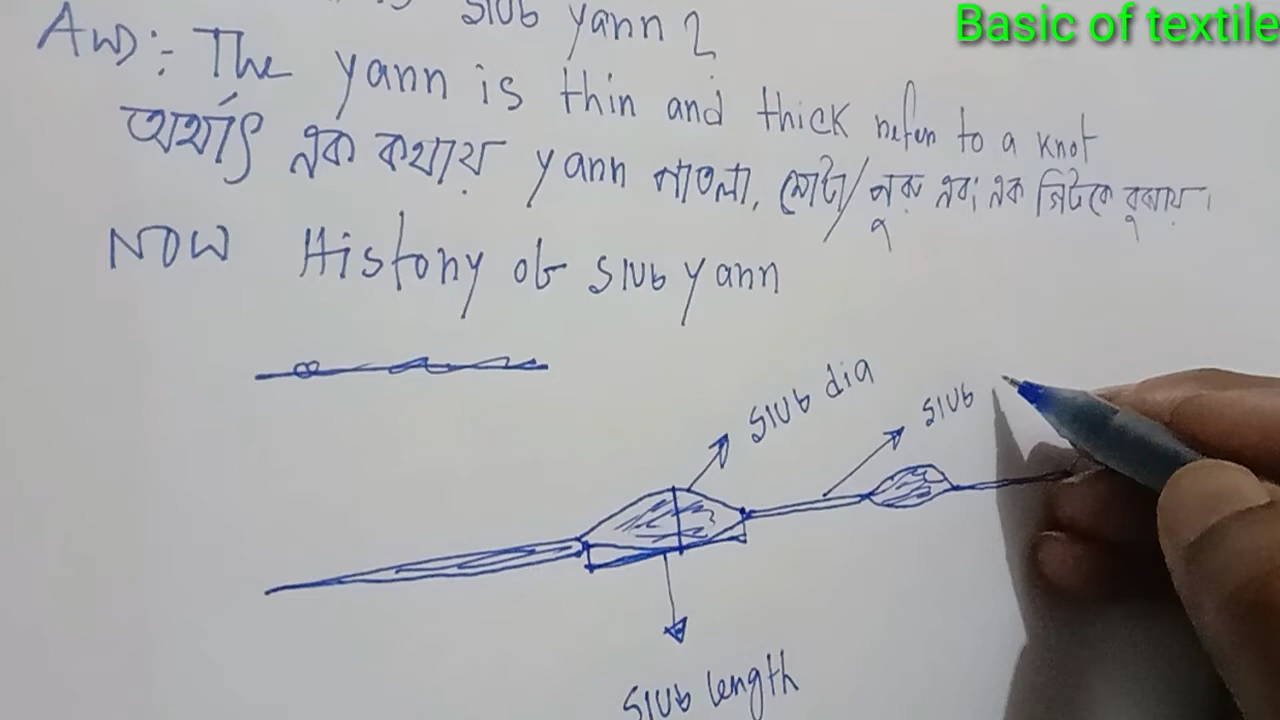 Basic of textile
slub yarn ?
Ans:- The yarn is thin and thick refer to a knot
অর্থাৎ এক কথায় yarn পাতলা, মোটা/পুরু এবং এক গিটকে বুঝায়।
NOW History of slub yarn
slub dia
slub
slub length